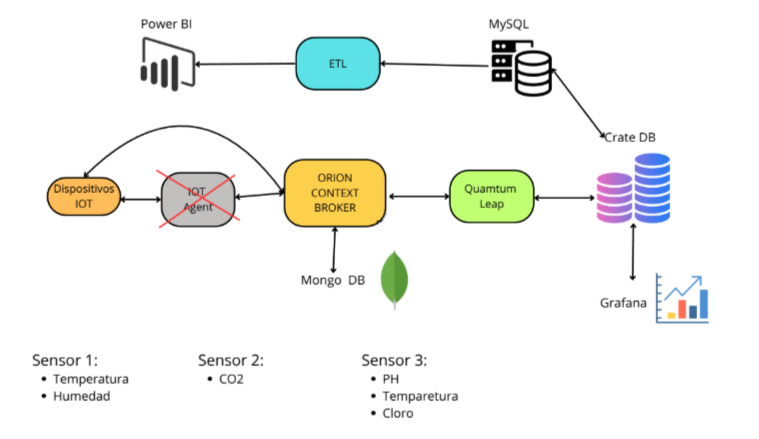 Power BI
MySQL
ETL
Crate DB
Dispositivos
IOT
IOT
Agent
ORION
CONTEXT
BROKER
Quamtum
Leap
Mongo DB
Grafana
Sensor 1:
• Temperatura
• Humedad
Sensor 2:
• CO2
Sensor 3:
• PH
• Temparetura
• Cloro